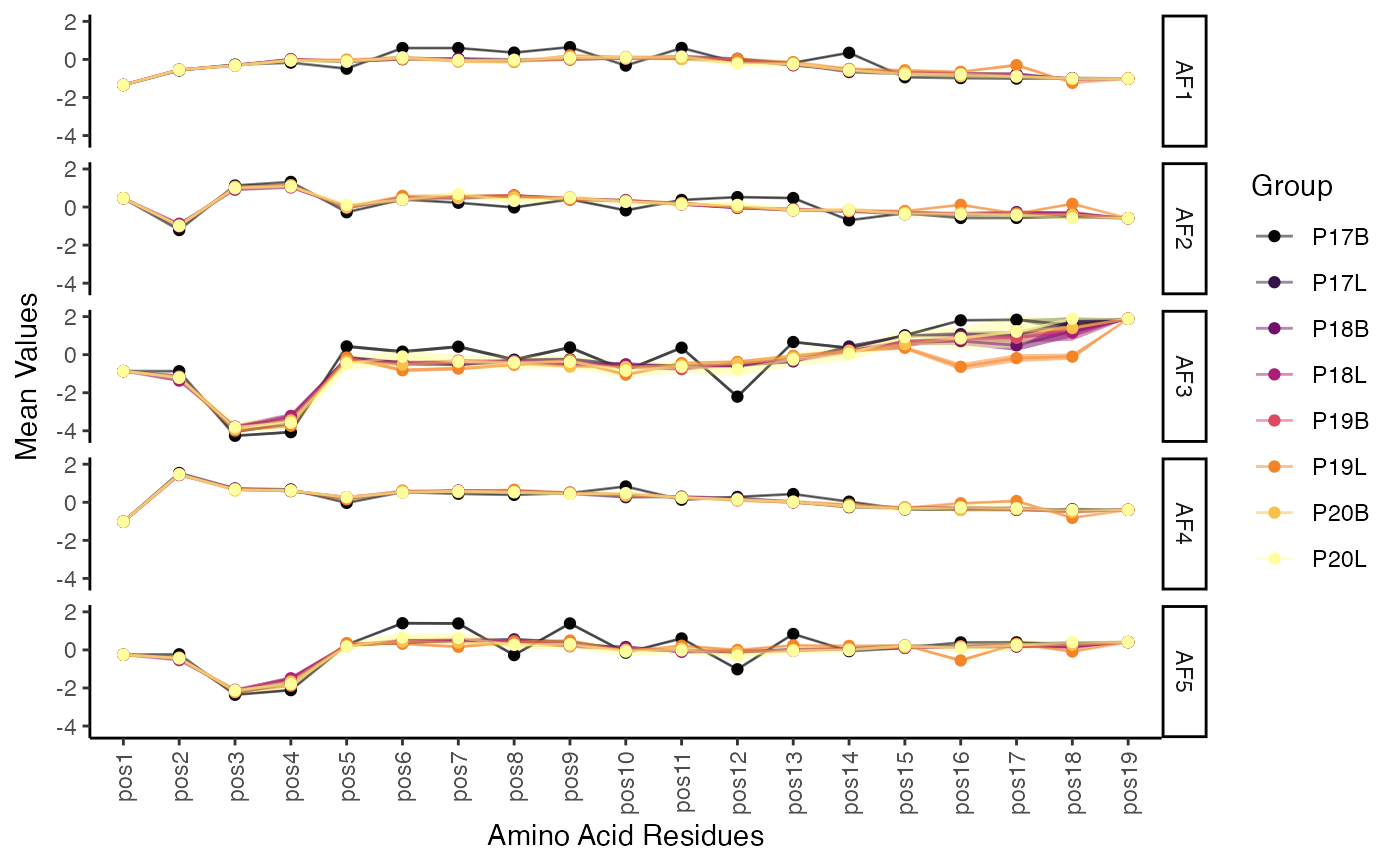 2
0
-2
-4
AF1
2
0
-2
-4
AF2
2
0
-2
-4
AF3
2
0
-2
-4
AF4
2
0
-2
-4
AF5
Mean Values
pos1 pos2 pos3 pos4 pos5 pos6 pos7 pos8 pos9 pos10 pos11 pos12 pos13 pos14 pos15 pos16 pos17 pos18 pos19
Amino Acid Residues
Group
P17B
P17L
P18B
P18L
P19B
P19L
P20B
P20L